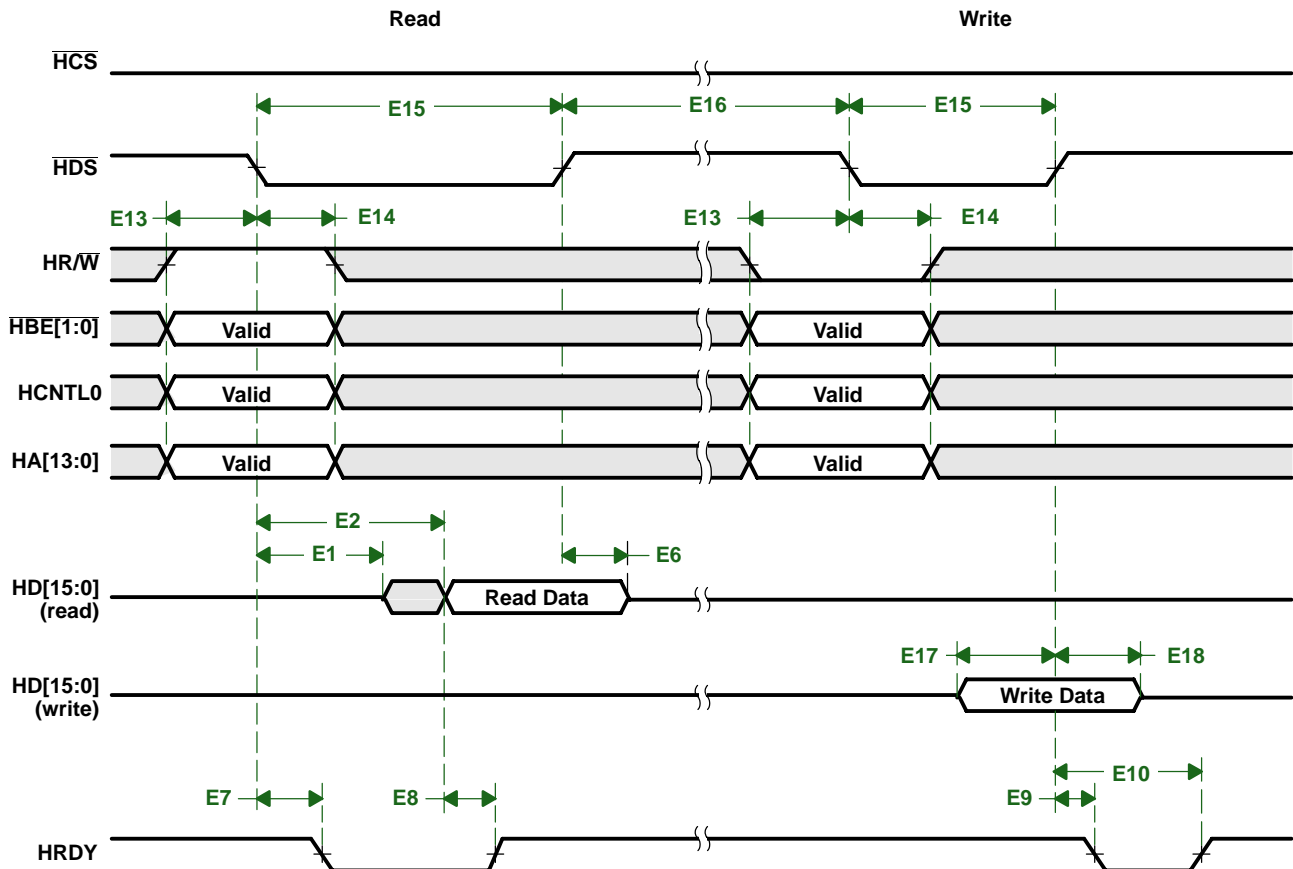 Read Write
HCS
E15 E16 E15
HDS
E13 E14 E13 E14
HR/W
HBE[1:0] Valid Valid
HCNTL0 Valid Valid
HA[13:0] Valid Valid
E2
E1 E6
HD[15:0]
(read)
Read Data
E17 E18
HD[15:0]
(write)
Write Data
E10
E7 E8 E9
HRDY